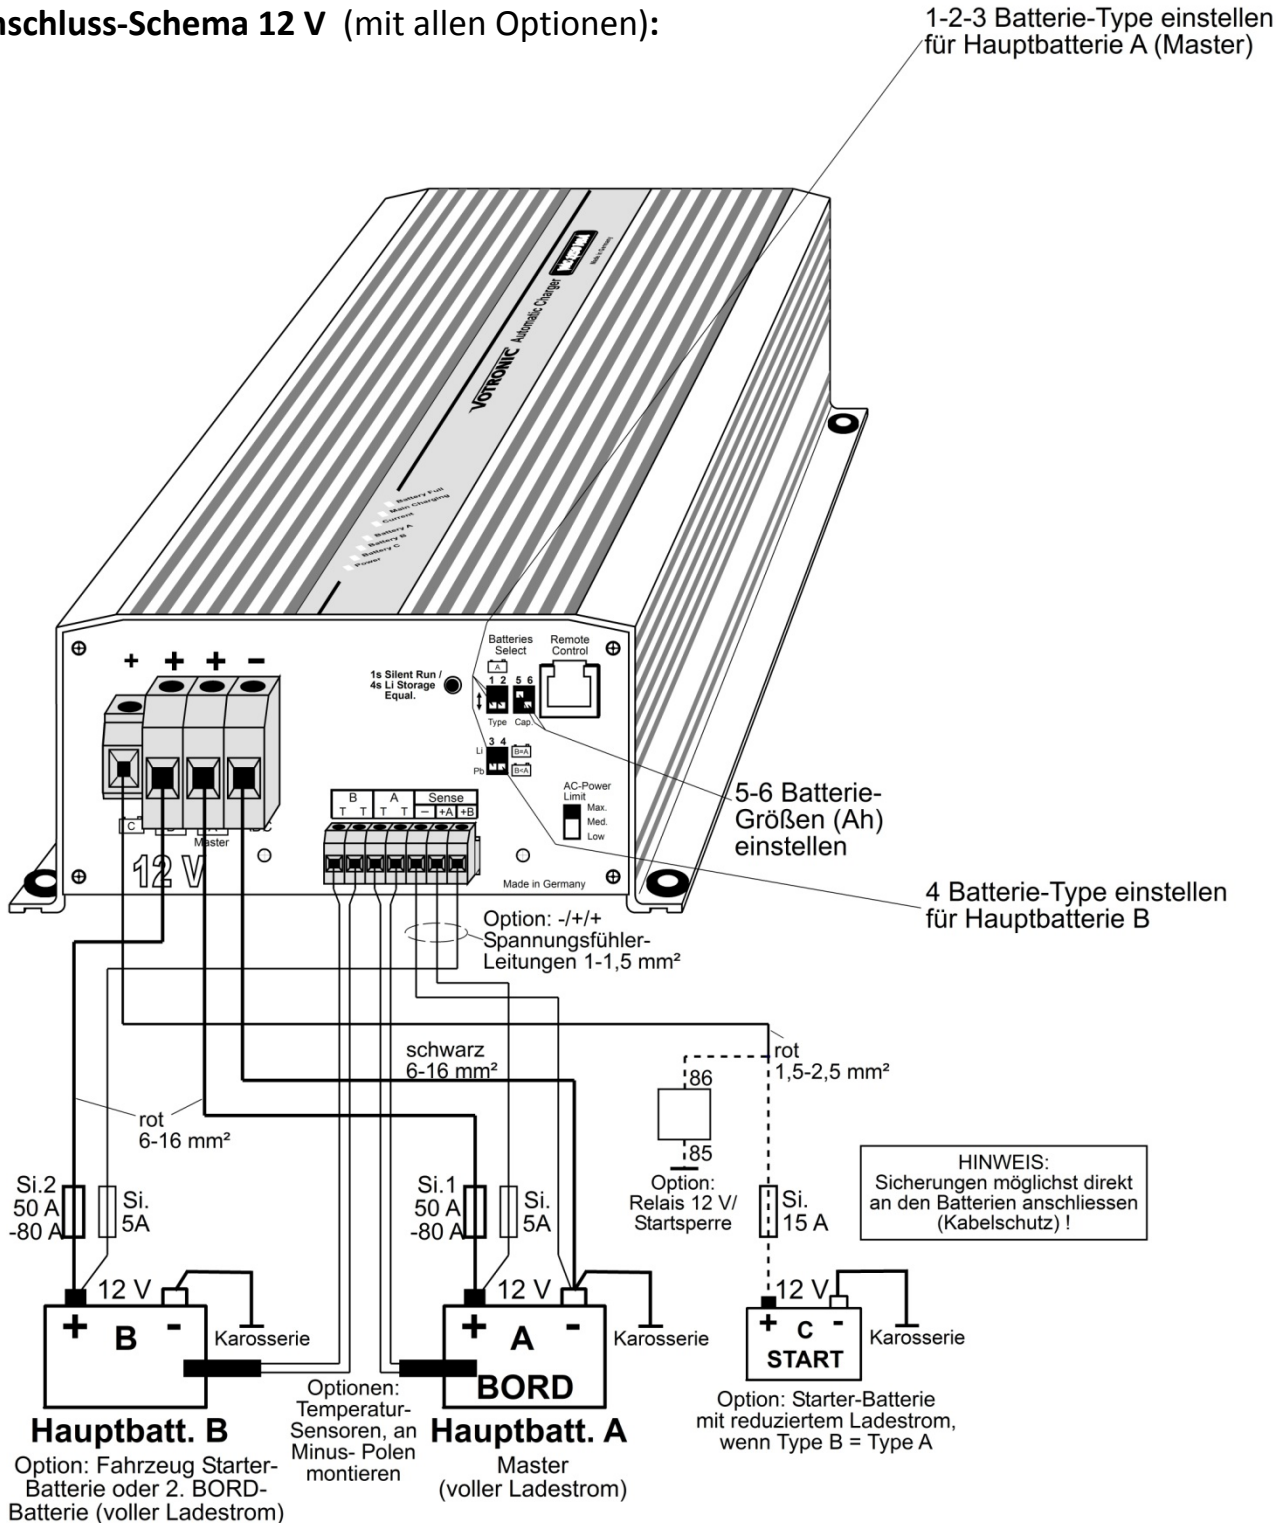 nschluss-Schema 12 V (mit allen Optionen):
1-2-3 Batterie-Type einstellen
für Hauptbatterie A (Master)
VOTRONIC Automatic Charger
Made in Germany
Battery Full
Main Charging
Current
Battery A
Battery B
Battery C
Power
+ + + −
1s Silent Run /
4s Li Storage
Equal.
Batteries
Select
Remote
Control
A
1 2 5 6
Type Cap.
3 4
Li B=A
Pb B<A
AC-Power
Limit
Max.
Med.
Low
B A Sense
T T T T − +A +B
C
Master
12 V
Made in Germany
5-6 Batterie-
Größen (Ah)
einstellen
4 Batterie-Type einstellen
für Hauptbatterie B
Option: -/+/+
Spannungsfühler-
Leitungen 1-1,5 mm²
schwarz
6-16 mm²
rot
1,5-2,5 mm²
rot
6-16 mm²
86
85
Option:
Relais 12 V/
Startsperre
HINWEIS:
Sicherungen möglichst direkt
an den Batterien anschliessen
(Kabelschutz) !
Si.2
50 A
-80 A
Si.
5A
Si.1
50 A
-80 A
Si.
5A
Si.
15 A
12 V
+ B -
Karosserie
12 V
+ A -
BORD
Karosserie
12 V
+ C -
START
Karosserie
Optionen:
Temperatur-
Sensoren, an
Minus- Polen
montieren
Hauptbatt. B
Option: Fahrzeug Starter-
Batterie oder 2. BORD-
Batterie (voller Ladestrom)
Hauptbatt. A
Master
(voller Ladestrom)
Option: Starter-Batterie
mit reduziertem Ladestrom,
wenn Type B = Type A